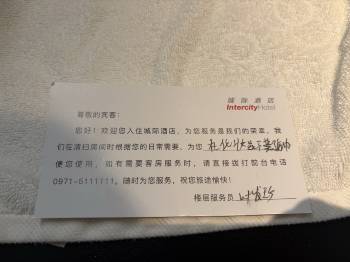 城际酒店
IntercityHotel
尊敬的宾客:
您好!欢迎您入住城际酒店,为您服务是我们的荣幸。我
们在清扫房间时根据您的日常需要,为您
便您使用,如有需要客房服务时,请直接拨打前台电话
0971-6111111。随时为您服务,祝您旅途愉快!
楼层服务员